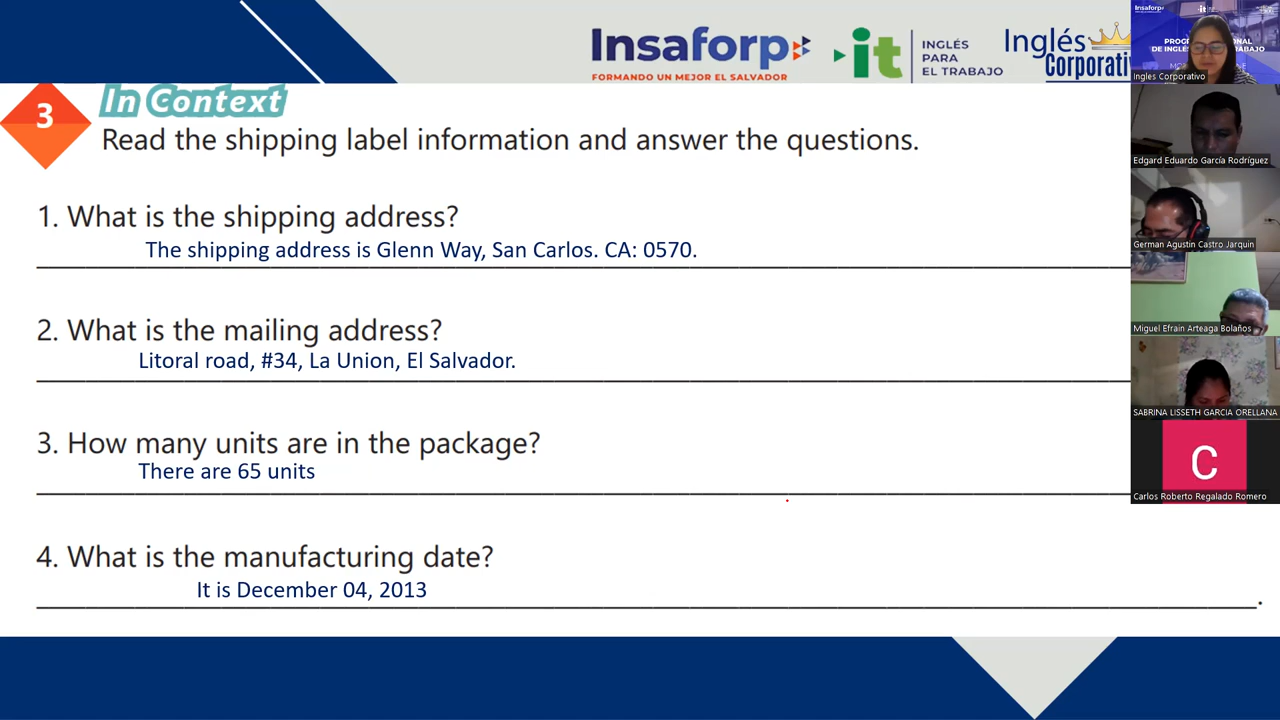 Insaforp
FORMANDO UN MEJOR EL SALVADOR
it
INGLÉS
PARA
EL TRABAJO
Inglés
Corporativ
3
In Context
Read the shipping label information and answer the questions.
1. What is the shipping address?
The shipping address is Glenn Way, San Carlos. CA: 0570.
2. What is the mailing address?
Litoral road, #34, La Union, El Salvador.
3. How many units are in the package?
There are 65 units
4. What is the manufacturing date?
It is December 04, 2013
.
Insaforp
it
Ingles Corporativo
Edgard Eduardo García Rodríguez
German Agustin Castro Jarquin
Miguel Efrain Arteaga Bolaños
SABRINA LISSETH GARCIA ORELLANA
C
Carlos Roberto Regalado Romero